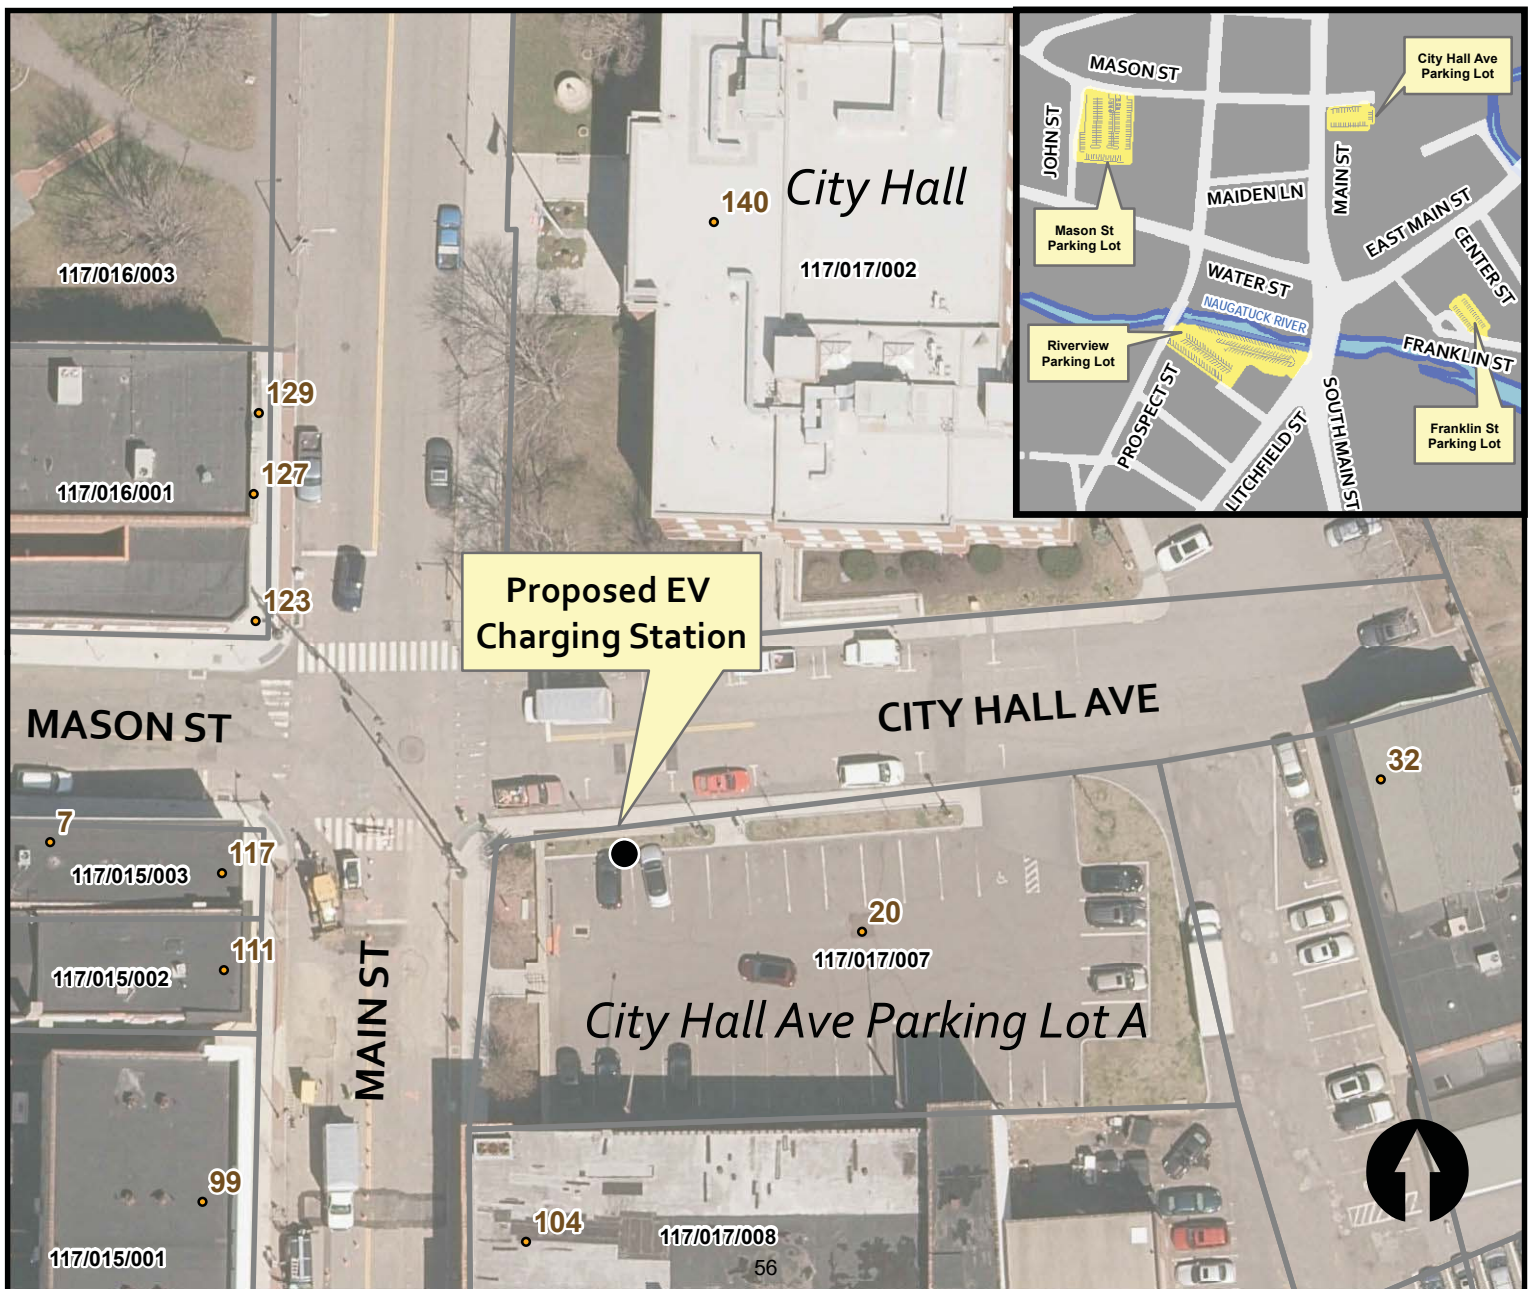 City Hall
140
117/017/002
117/016/003
129
127
117/016/001
123
Proposed EV
Charging Station
MASON ST
CITY HALL AVE
32
7
117
117/015/003
111
117/015/002
MAIN ST
20
117/017/007
City Hall Ave Parking Lot A
99
117/015/001
104
117/017/008
56
MASON ST
City Hall Ave
Parking Lot
JOHN ST
MAIN ST
MAIDEN LN
Mason St
Parking Lot
EAST MAIN ST
CENTER ST
WATER ST
NAUGATUCK RIVER
Riverview
Parking Lot
FRANKLIN ST
PROSPECT ST
LITCHFIELD ST
SOUTH MAIN ST
Franklin St
Parking Lot